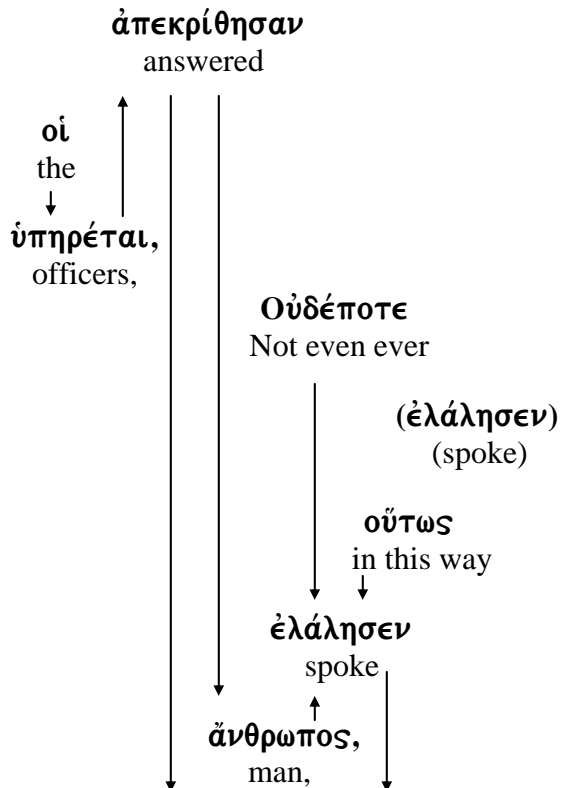 ἀπεκρίθησαν
answered
οἱ
the
ὑπηρέται,
officers,
Οὐδέποτε
Not even ever
(ἐλάλησεν)
(spoke)
οὕτως
in this way
ἐλάλησεν
spoke
ἄνθρωπος,
man,